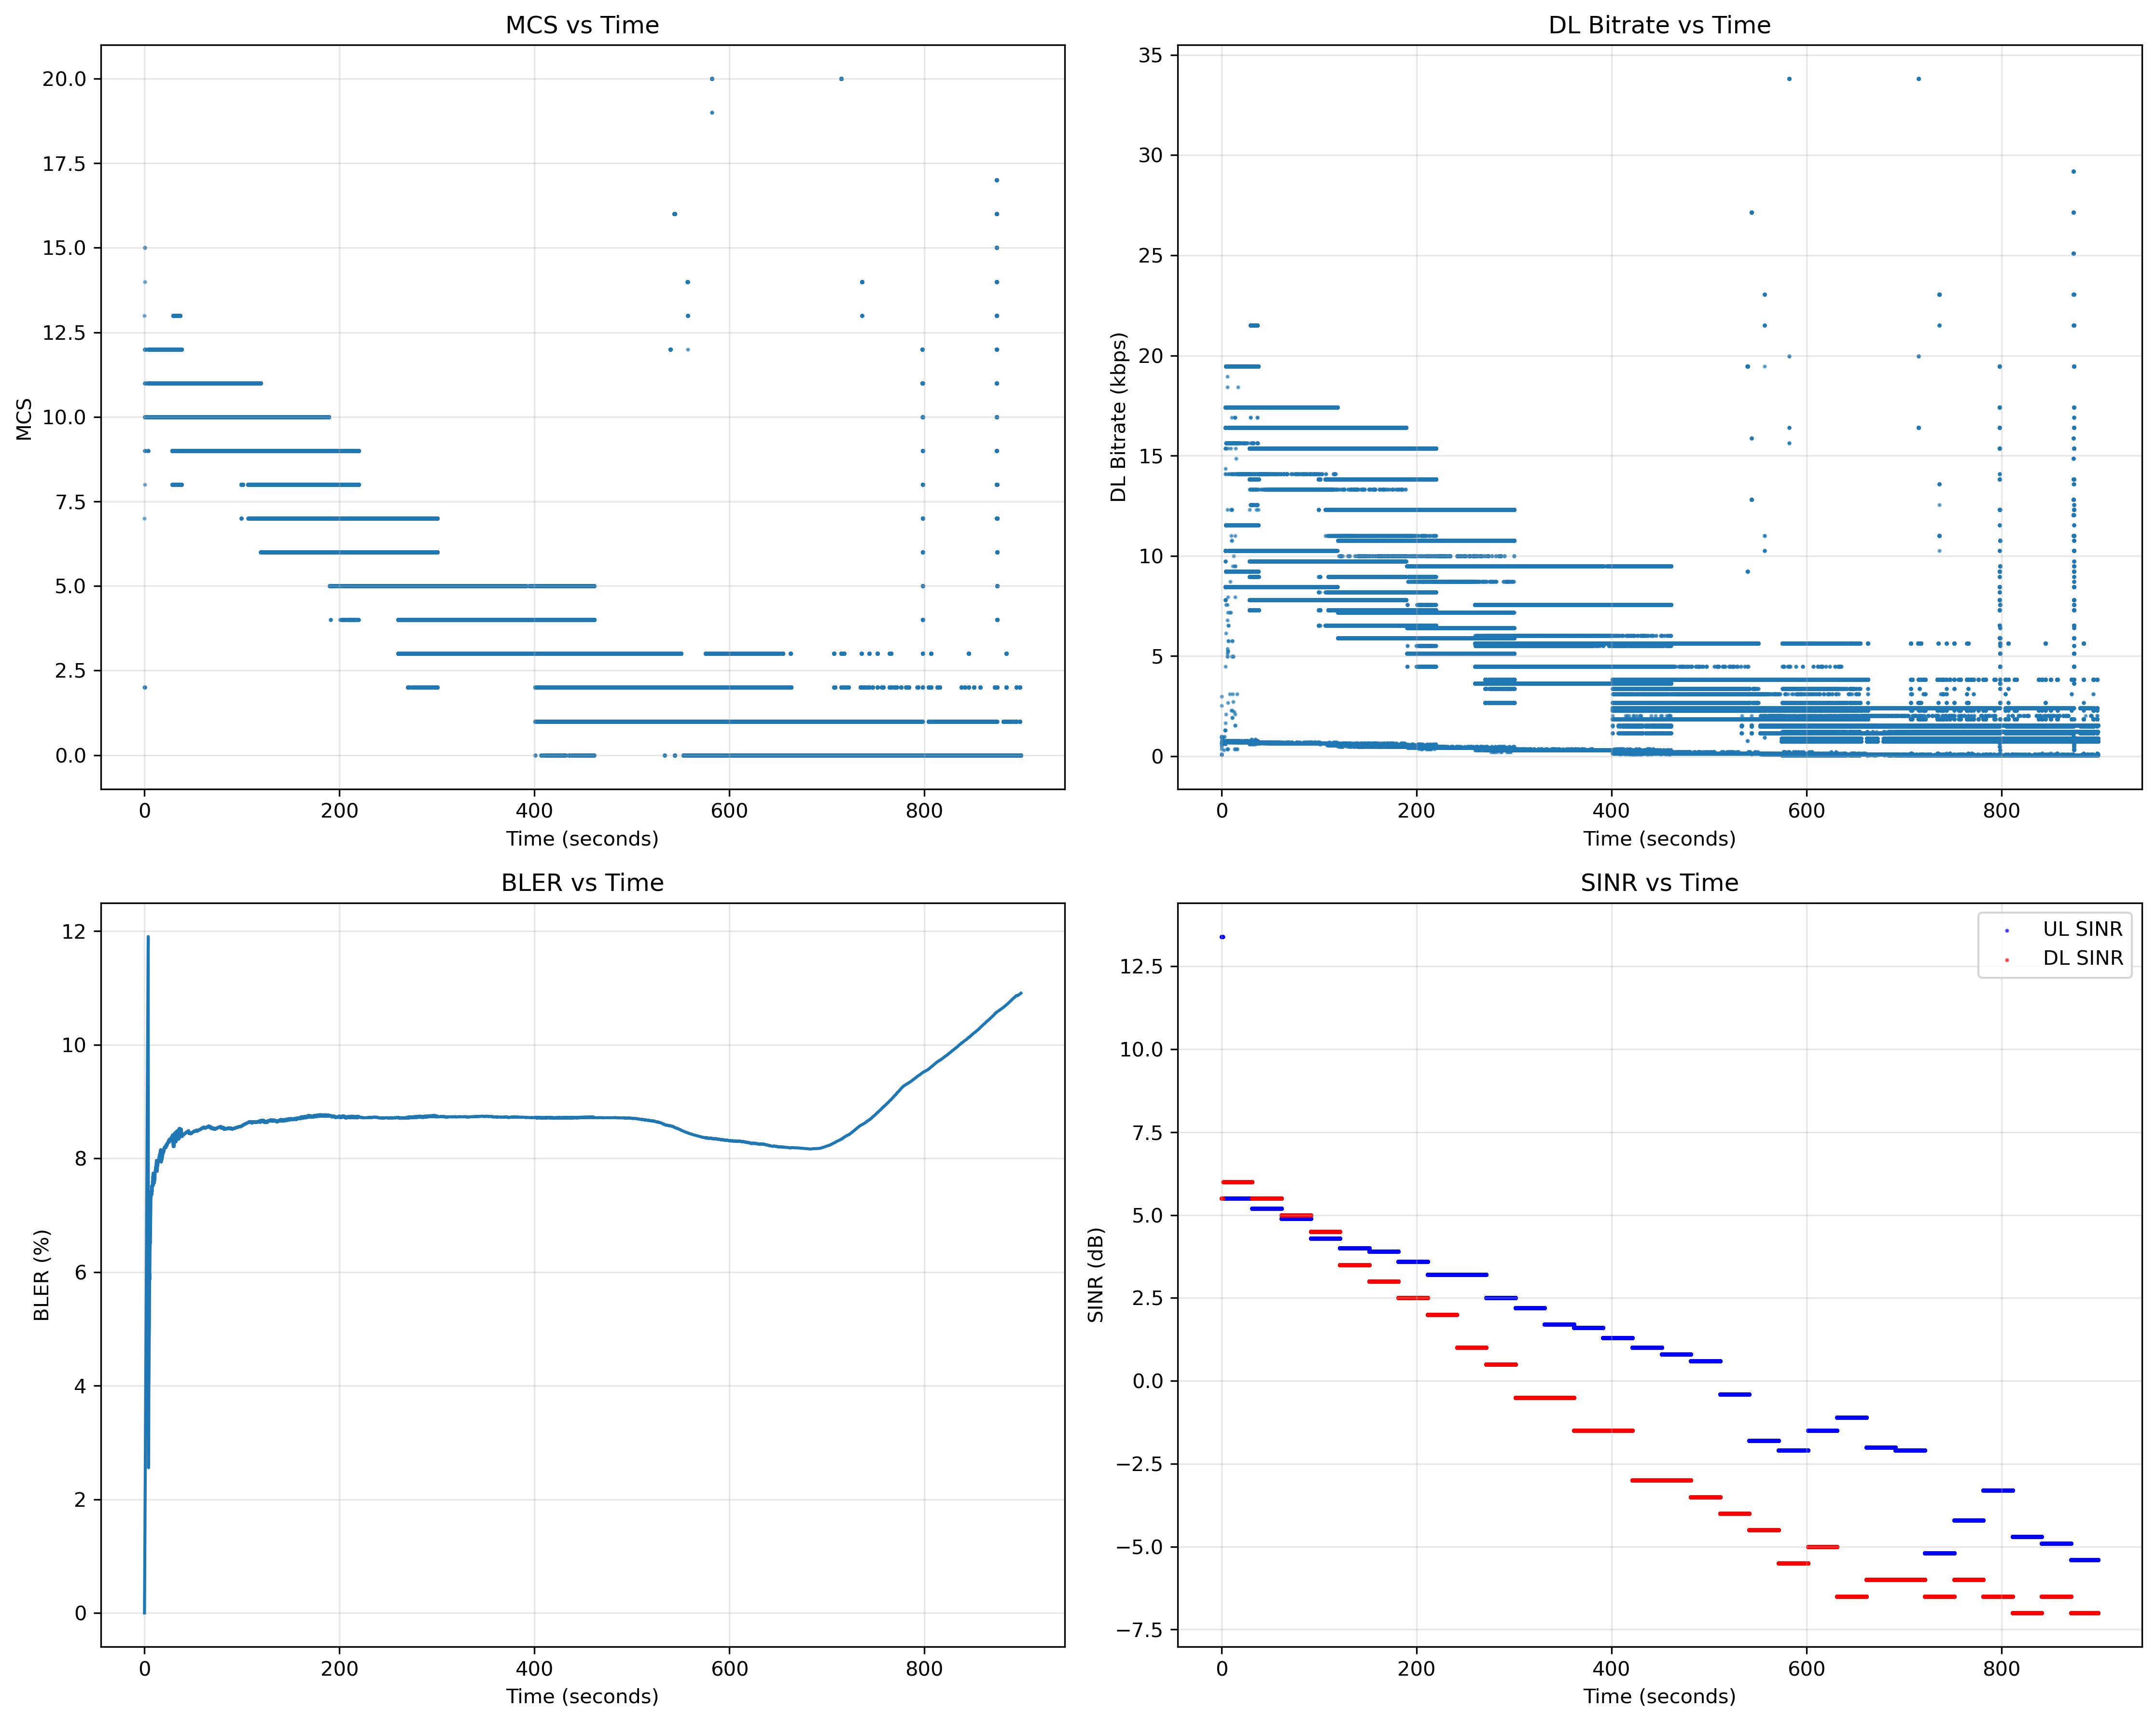 MCS vs Time
20.0
17.5
15.0
12.5
10.0
7.5
5.0
2.5
0.0
MCS
0 200 400 600 800
Time (seconds)
DL Bitrate vs Time
35
30
25
20
15
10
5
0
DL Bitrate (kbps)
0 200 400 600 800
Time (seconds)
BLER vs Time
12
10
8
6
4
2
0
BLER (%)
0 200 400 600 800
Time (seconds)
SINR vs Time
UL SINR
DL SINR
12.5
10.0
7.5
5.0
2.5
0.0
−2.5
−5.0
−7.5
SINR (dB)
0 200 400 600 800
Time (seconds)